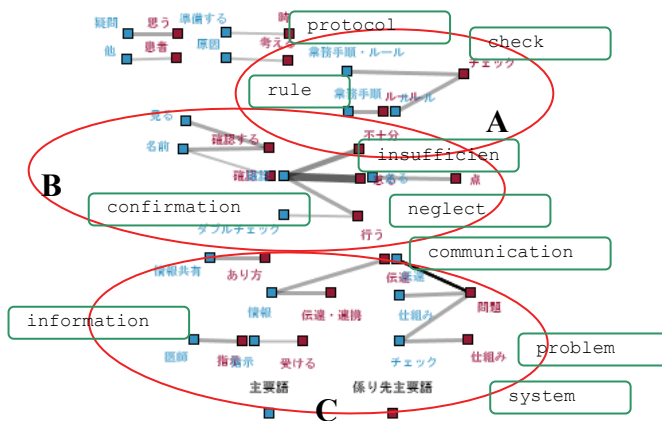 疑問
思う
準備する
時
protocol
他
患者
原因
考える
check
業務手順・ルール
チェック
rule
業務手順
ルール
A
見る
名前
確認する
不十分
insufficien
B
確認
怠る
点
confirmation
neglect
ダブルチェック
行う
communication
情報共有
あり方
伝達
情報
伝達・連携
仕組み
問題
information
医師
指示
受ける
チェック
仕組み
problem
主要語
係り先主要語
system
C